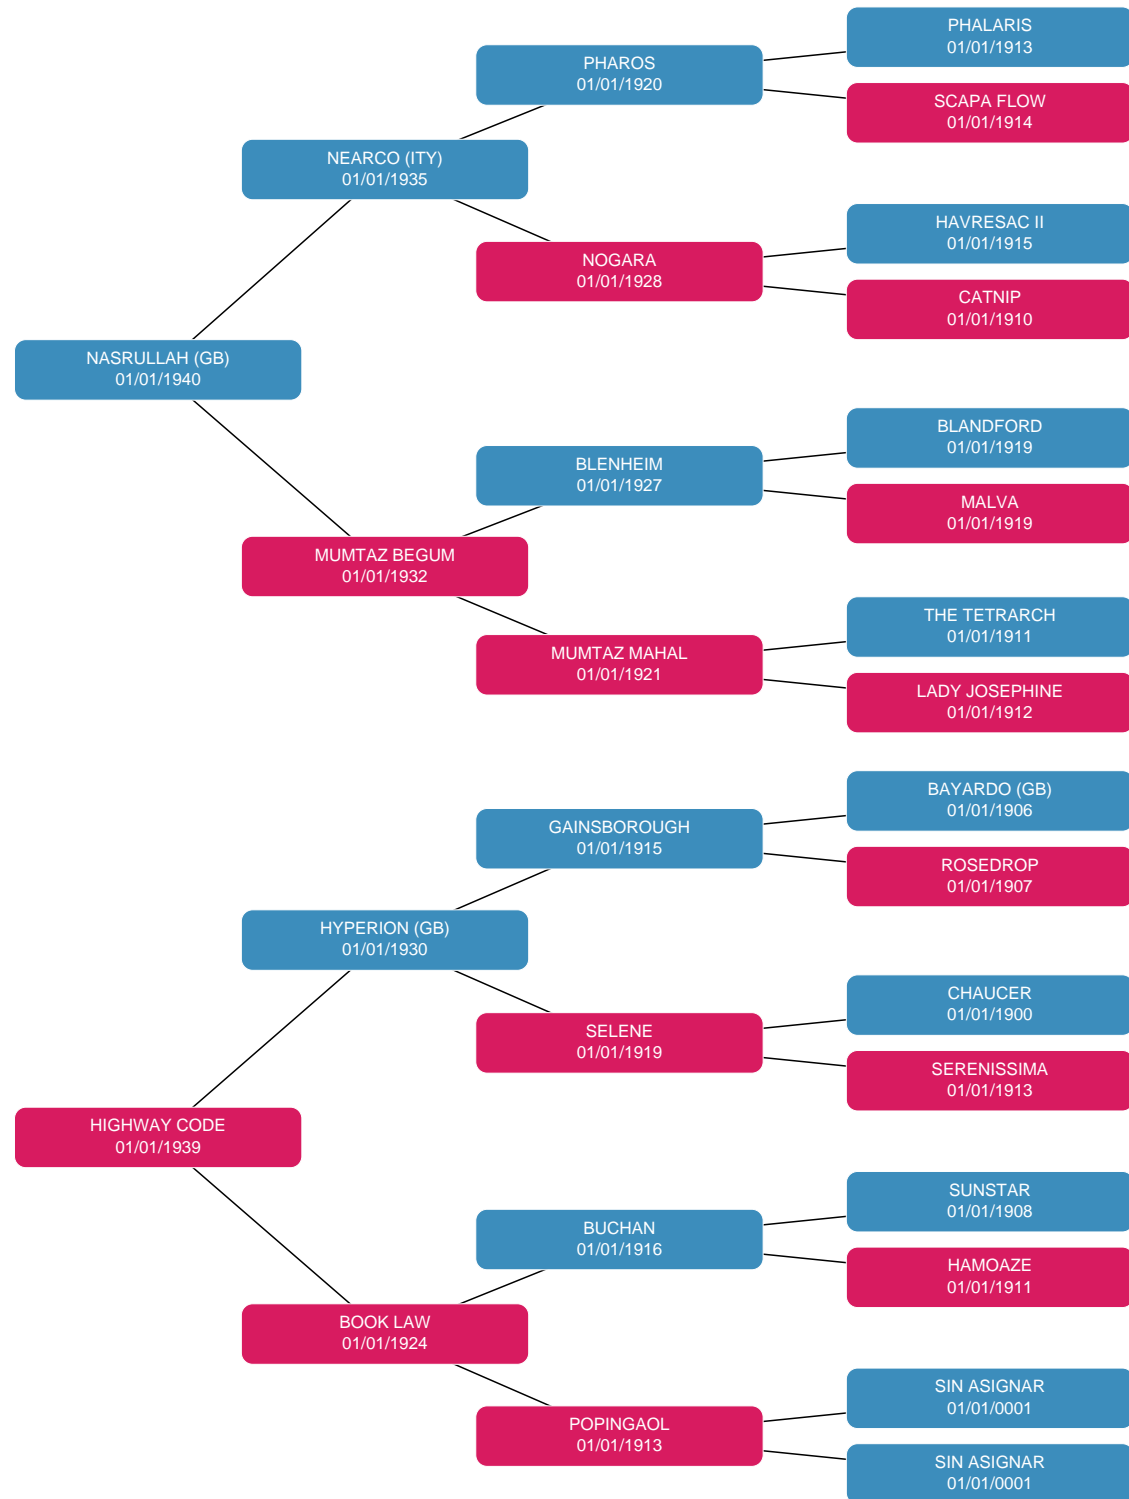 PHALARIS
01/01/1913
PHAROS
01/01/1920
SCAPA FLOW
01/01/1914
NEARCO (ITY)
01/01/1935
HAVRESAC II
01/01/1915
NOGARA
01/01/1928
CATNIP
01/01/1910
NASRULLAH (GB)
01/01/1940
BLANDFORD
01/01/1919
BLENHEIM
01/01/1927
MALVA
01/01/1919
MUMTAZ BEGUM
01/01/1932
THE TETRARCH
01/01/1911
MUMTAZ MAHAL
01/01/1921
LADY JOSEPHINE
01/01/1912
BAYARDO (GB)
01/01/1906
GAINSBOROUGH
01/01/1915
ROSEDROP
01/01/1907
HYPERION (GB)
01/01/1930
CHAUCER
01/01/1900
SELENE
01/01/1919
SERENISSIMA
01/01/1913
HIGHWAY CODE
01/01/1939
SUNSTAR
01/01/1908
BUCHAN
01/01/1916
HAMOAZE
01/01/1911
BOOK LAW
01/01/1924
SIN ASIGNAR
01/01/0001
POPINGAOL
01/01/1913
SIN ASIGNAR
01/01/0001